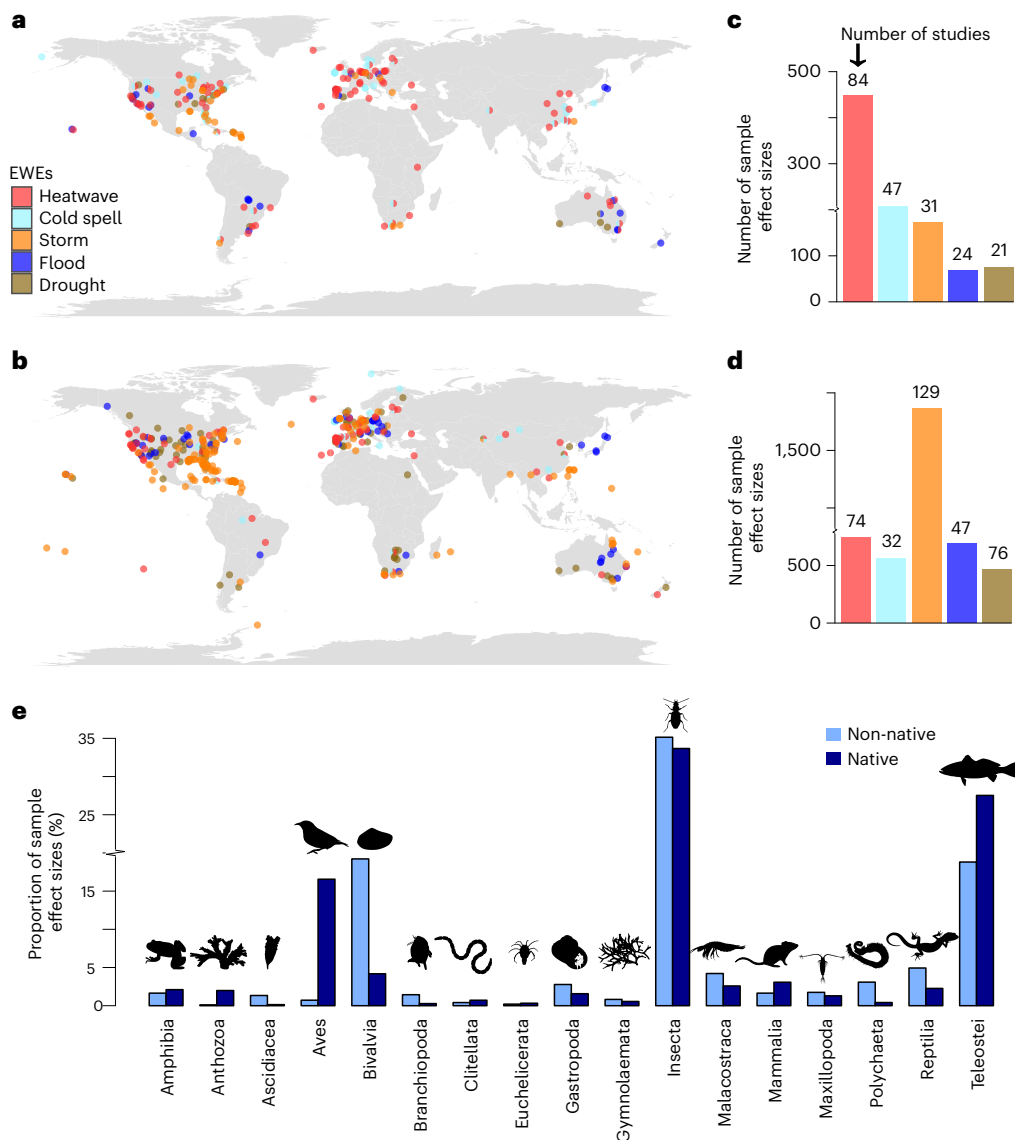 a
EWEs
Heatwave
Cold spell
Storm
Flood
Drought
b
c
Number of studies
Number of sample
effect sizes
500
300
100
0
84
47
31
24
21
d
Number of sample
effect sizes
1,500
500
0
74
32
129
47
76
e
Non-native
Native
Proportion of sample
effect sizes (%)
35
25
15
5
0
Amphibia
Anthozoa
Ascidiacea
Aves
Bivalvia
Branchiopoda
Clitellata
Euchelicerata
Gastropoda
Gymnolaemata
Insecta
Malacostraca
Mammalia
Maxillopoda
Polychaeta
Reptilia
Teleostei